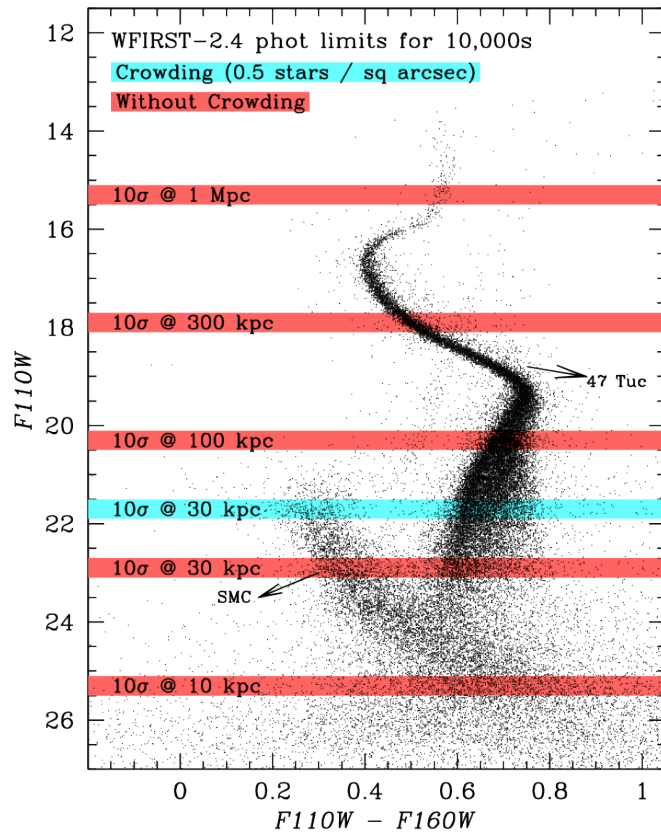 WFIRST-2.4 phot limits for 10,000s
Crowding (0.5 stars / sq arcsec)
Without Crowding
10σ @ 1 Mpc
10σ @ 300 kpc
47 Tuc
10σ @ 100 kpc
10σ @ 30 kpc
10σ @ 30 kpc
SMC
10σ @ 10 kpc
12
14
16
18
20
22
24
26
F110W
0
0.2
0.4
0.6
0.8
1
F110W − F160W